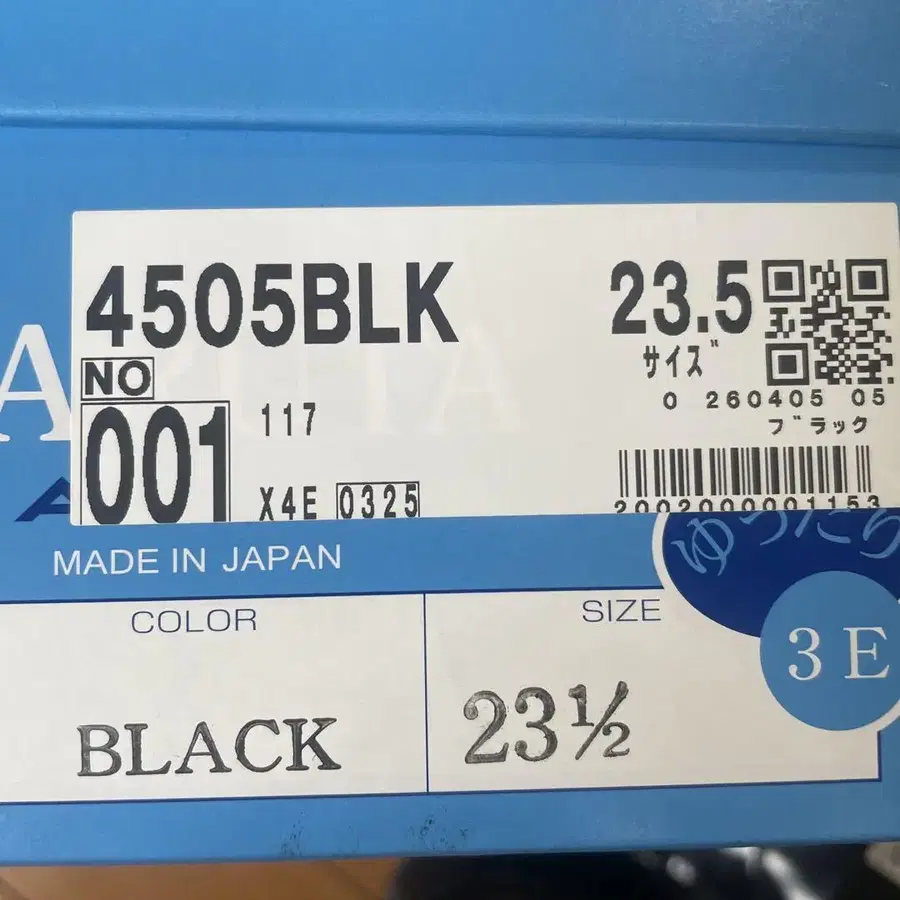 4505BLK
23.5
サイズ
NO
001
117
X4E 0325
0 260405 05
ブラック
2002000001153
MADE IN JAPAN
ゆったり
3E
COLOR
SIZE
BLACK
23½